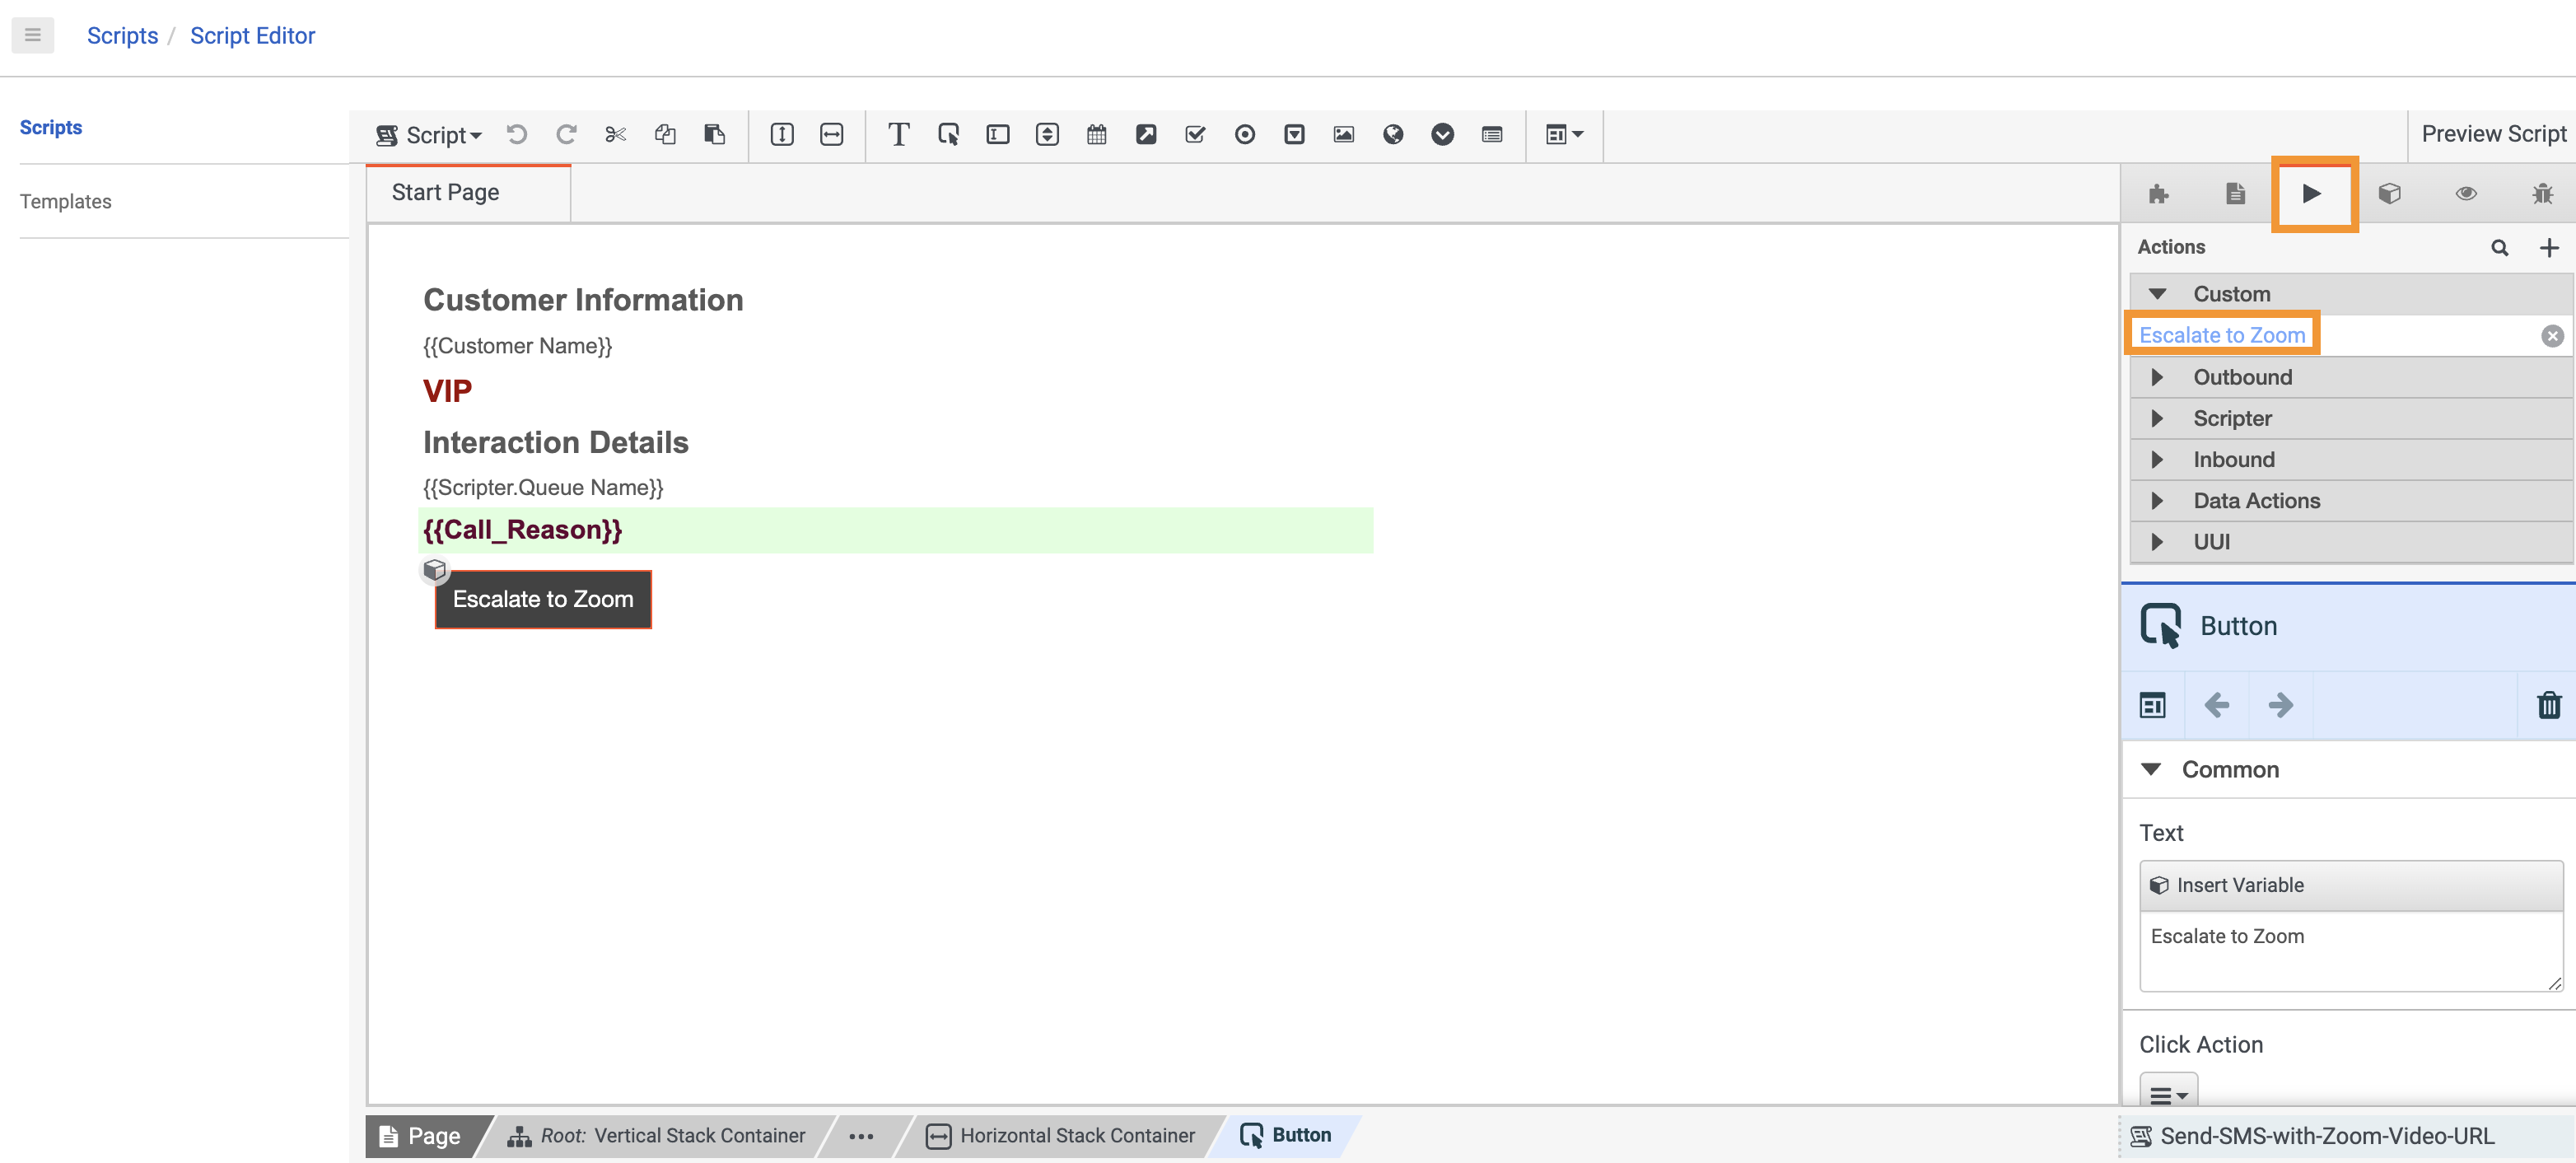 Scripts / Script Editor
Scripts
Templates
Script
Preview Script
Start Page
Customer Information
{{Customer Name}}
VIP
Interaction Details
{{Scripter.Queue Name}}
{{Call_Reason}}
Escalate to Zoom
Actions
Custom
Escalate to Zoom
Outbound
Scripter
Inbound
Data Actions
UUI
Button
Common
Text
Insert Variable
Escalate to Zoom
Click Action
Page
Root: Vertical Stack Container
•••
Horizontal Stack Container
Button
Send-SMS-with-Zoom-Video-URL